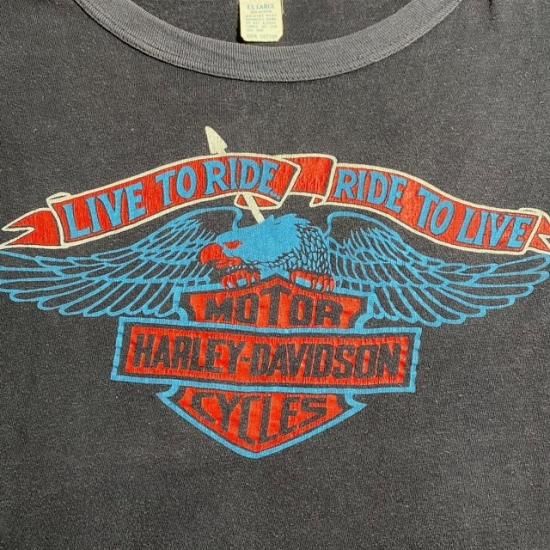 LIVE TO RIDE RIDE TO LIVE
MOTOR
HARLEY-DAVIDSON
CYCLES